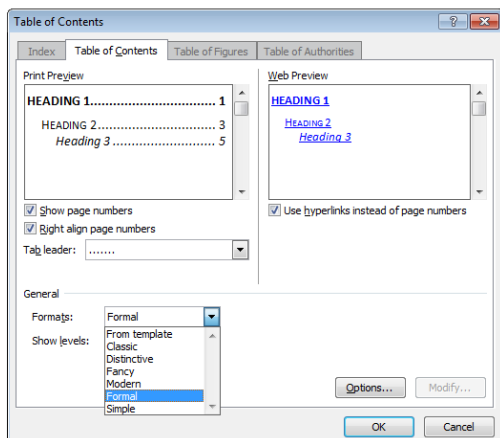 Table of Contents
Index Table of Contents Table of Figures Table of Authorities
Print Preview
HEADING 1.............................. 1
HEADING 2.............................. 3
Heading 3 .......................... 5
Web Preview
HEADING 1
HEADING 2
Heading 3
Show page numbers
Right align page numbers
Tab leader: .......
Use hyperlinks instead of page numbers
General
Formats: Formal
Show levels:
From template
Classic
Distinctive
Fancy
Modern
Formal
Simple
Options... Modify...
OK Cancel